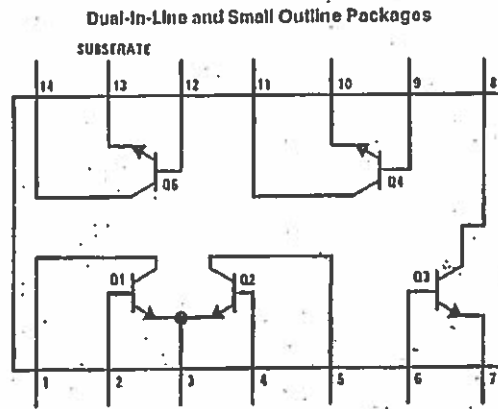 Dual-In-Line and Small Outline Packages
SUBSTRATE
14 13 12 11 10 9 8
Q5 Q4
Q1 Q2 Q3
1 2 3 4 5 6 7